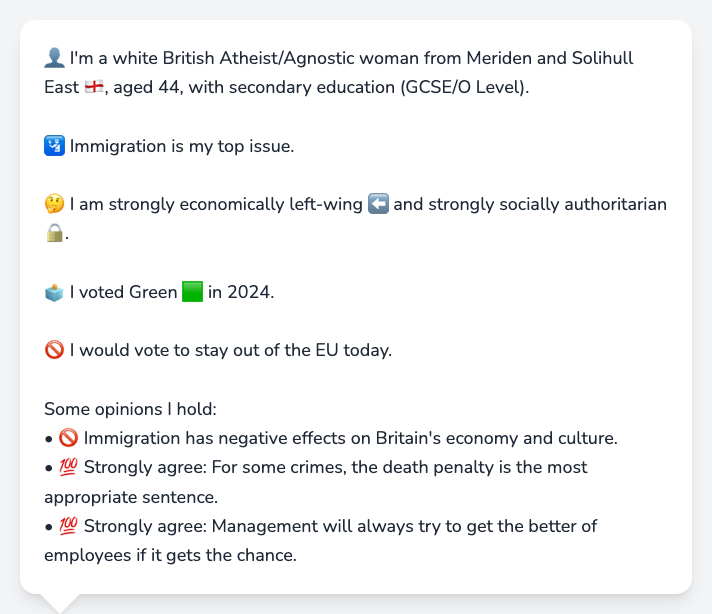 👤 I'm a white British Atheist/Agnostic woman from Meriden and Solihull
East 🏴󠁧󠁢󠁥󠁮󠁧󠁿, aged 44, with secondary education (GCSE/O Level).
🛂 Immigration is my top issue.
🤔 I am strongly economically left-wing ⬅️ and strongly socially authoritarian
🔒.
🗳️ I voted Green 🟩 in 2024.
🚫 I would vote to stay out of the EU today.
Some opinions I hold:
• 🚫 Immigration has negative effects on Britain's economy and culture.
• 💯 Strongly agree: For some crimes, the death penalty is the most
appropriate sentence.
• 💯 Strongly agree: Management will always try to get the better of
employees if it gets the chance.